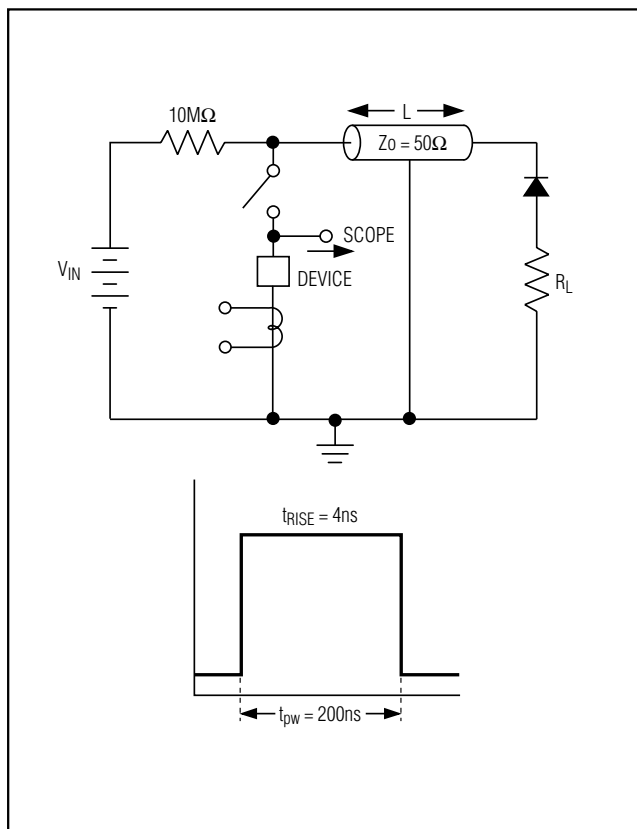 L
10MΩ
Zo = 50Ω
SCOPE
VIN
DEVICE
RL
tRISE = 4ns
tpw = 200ns